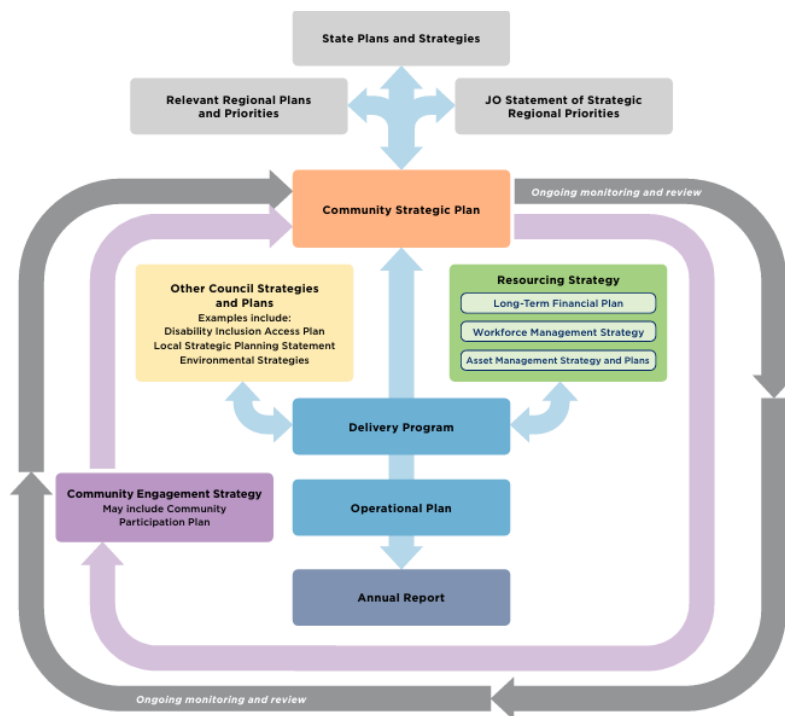 State Plans and Strategies
Relevant Regional Plans
and Priorities
JO Statement of Strategic
Regional Priorities
Community Strategic Plan
Ongoing monitoring and review
Other Council Strategies
and Plans
Examples include:
Disability Inclusion Access Plan
Local Strategic Planning Statement
Environmental Strategies
Resourcing Strategy
Long-Term Financial Plan
Workforce Management Strategy
Asset Management Strategy and Plans
Delivery Program
Community Engagement Strategy
May include Community
Participation Plan
Operational Plan
Annual Report
Ongoing monitoring and review